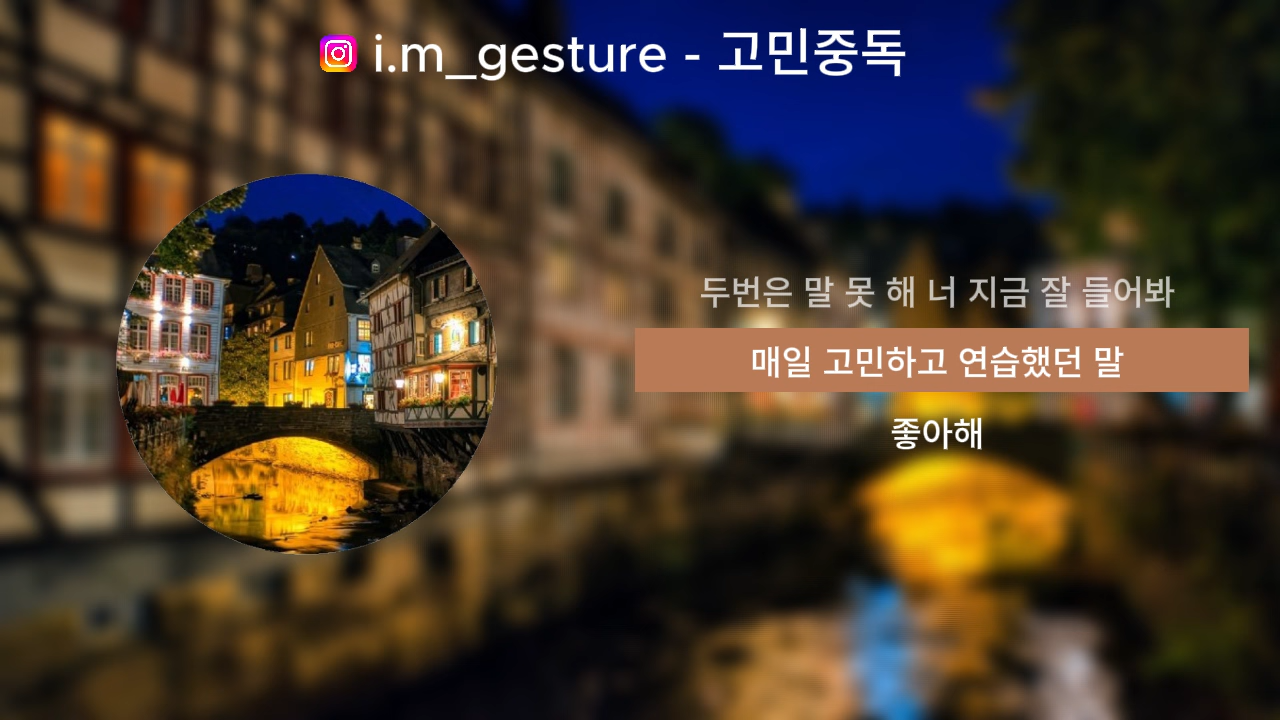 i.m_gesture - 고민중독
두번은 말 못 해 너 지금 잘 들어봐
매일 고민하고 연습했던 말
좋아해